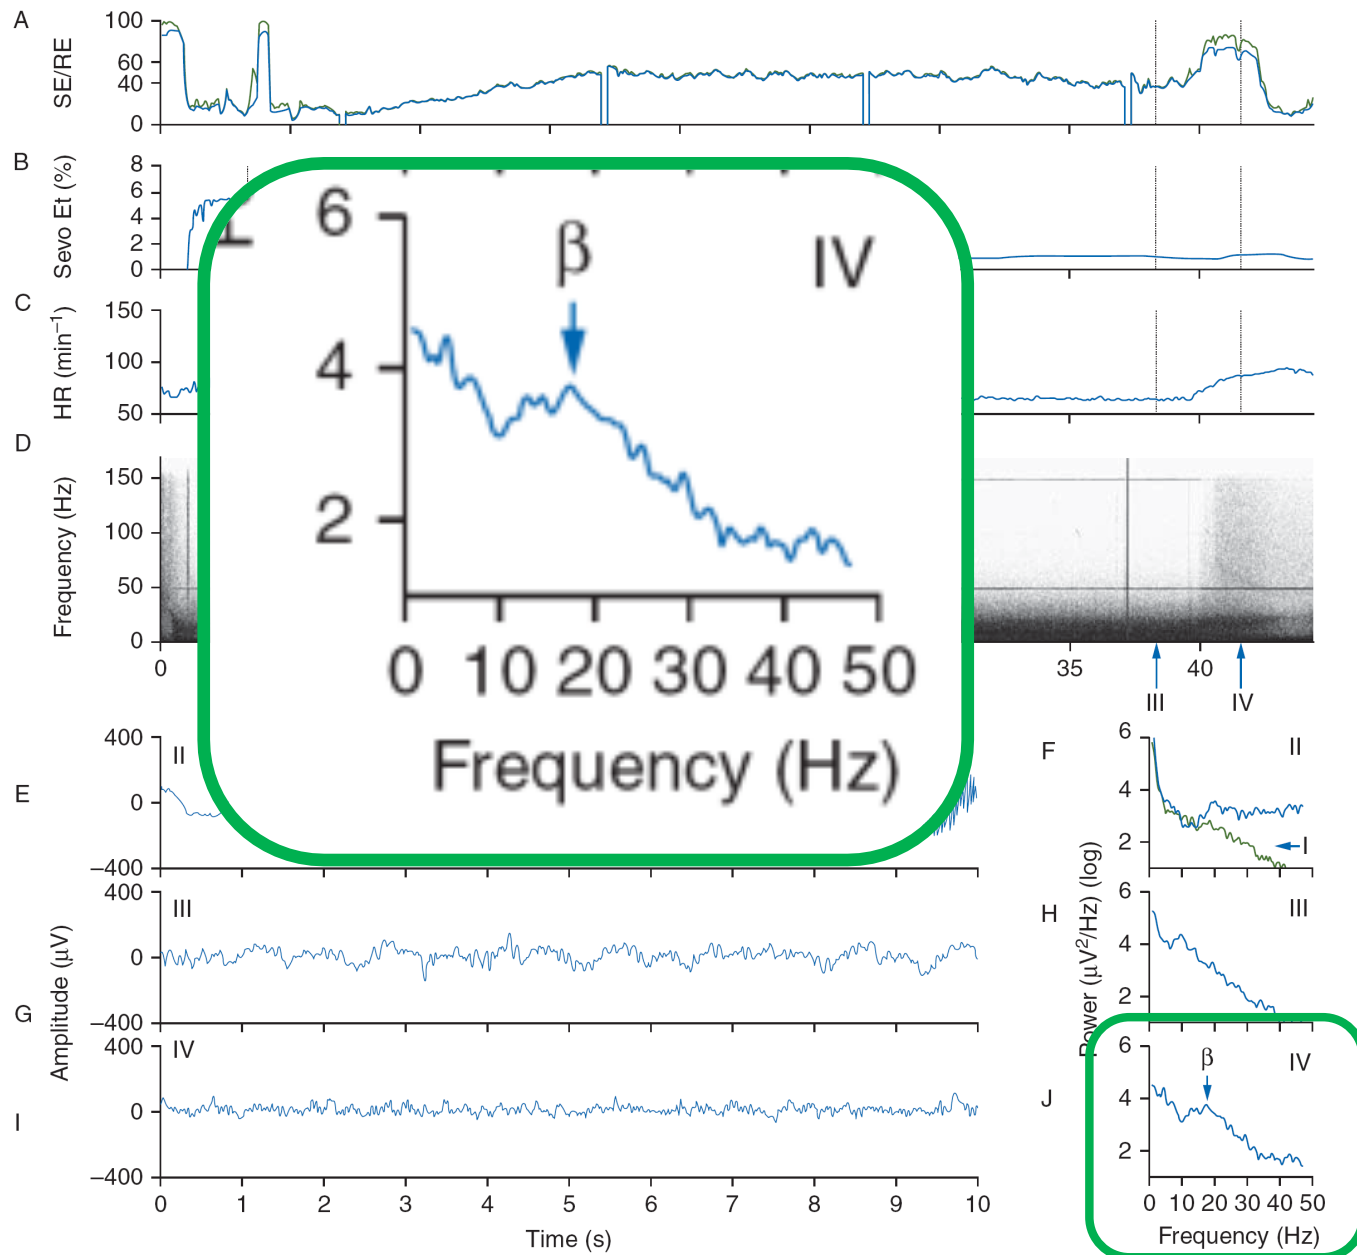 A
SE/RE
100
60
40
0
B
Sevo Et (%)
8
6
4
2
0
C
HR (min⁻¹)
150
100
50
D
Frequency (Hz)
150
100
50
0
0
35
40
III
IV
6
4
2
β
IV
0 10 20 30 40 50
Frequency (Hz)
E
400
0
−400
II
G
Amplitude (μV)
400
0
−400
III
I
400
0
−400
IV
0 1 2 3 4 5 6 7 8 9 10
Time (s)
F
6
4
2
II
I
Power (μV²/Hz) (log)
H
6
4
2
III
J
6
4
2
β
IV
0 10 20 30 40 50
Frequency (Hz)